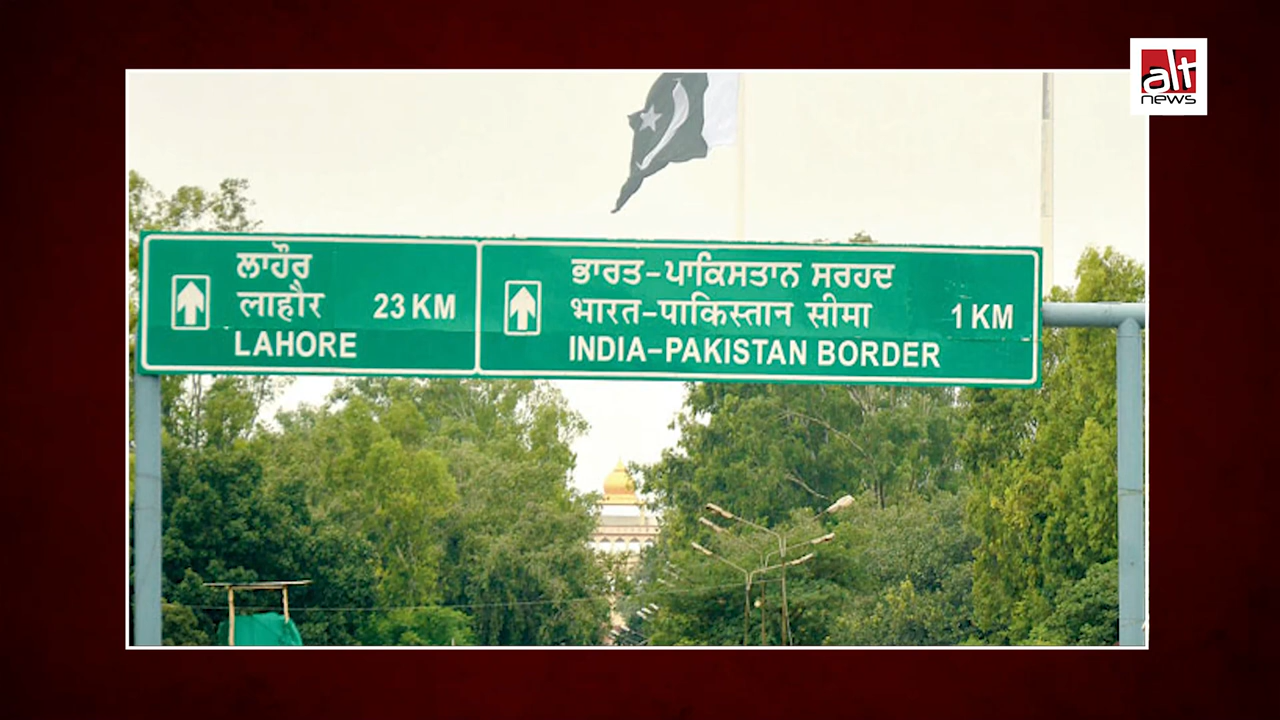 alt
news
ਲਾਹੌਰ
लाहौर
23 KM
LAHORE
ਭਾਰਤ-ਪਾਕਿਸਤਾਨ ਸਰਹਦ
भारत-पाकिस्तान सीमा
1 KM
INDIA-PAKISTAN BORDER